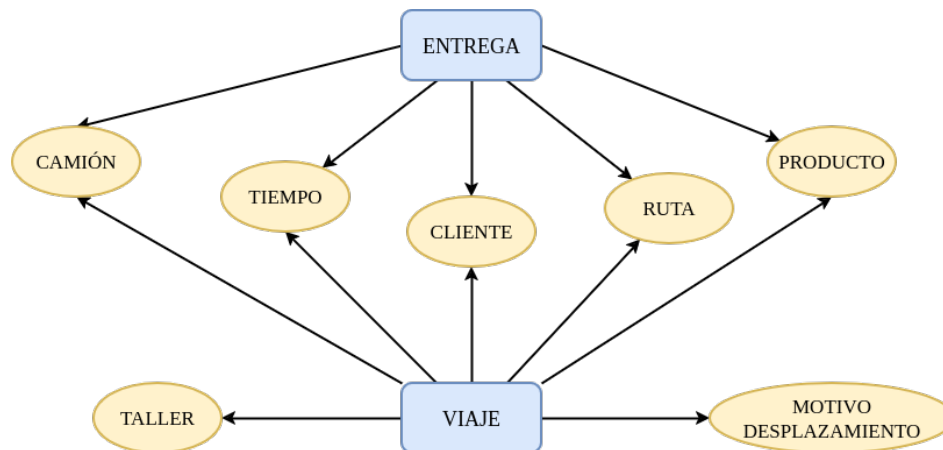 ENTREGA
CAMIÓN
TIEMPO
CLIENTE
RUTA
PRODUCTO
TALLER
VIAJE
MOTIVO
DESPLAZAMIENTO